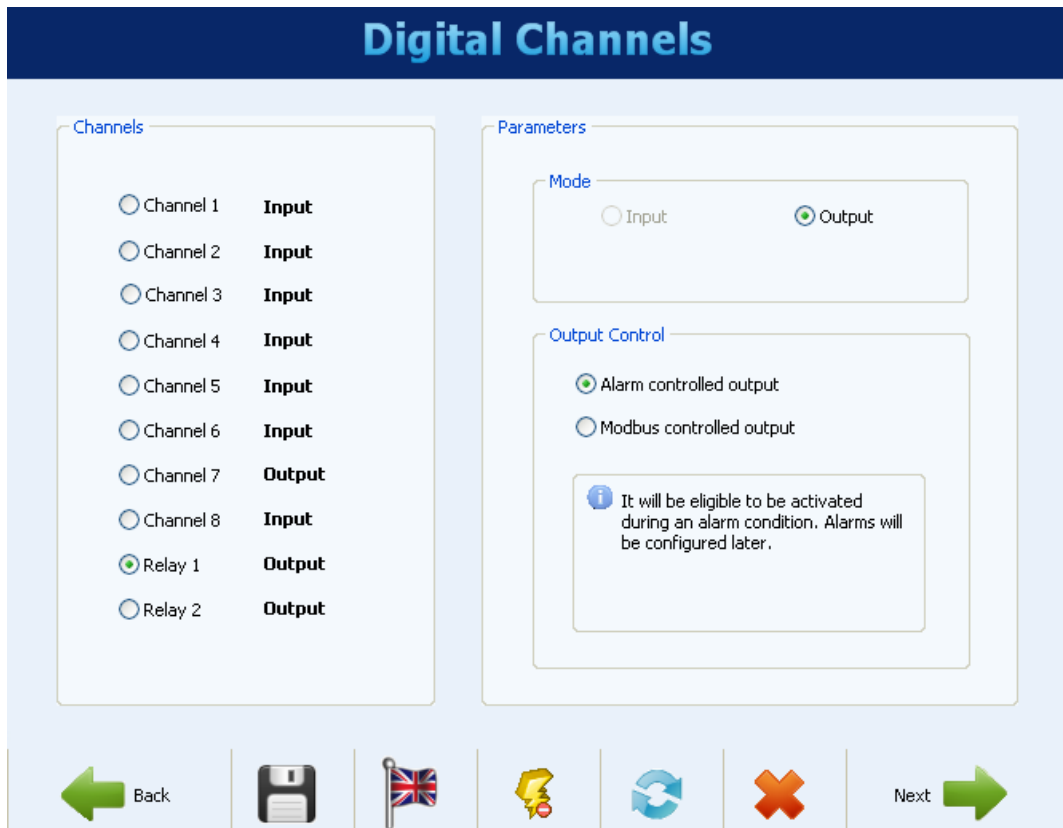 Digital Channels
Channels
Channel 1 Input
Channel 2 Input
Channel 3 Input
Channel 4 Input
Channel 5 Input
Channel 6 Input
Channel 7 Output
Channel 8 Input
Relay 1 Output
Relay 2 Output
Parameters
Mode
Input Output
Output Control
Alarm controlled output
Modbus controlled output
It will be eligible to be activated
during an alarm condition. Alarms will
be configured later.
Back Next